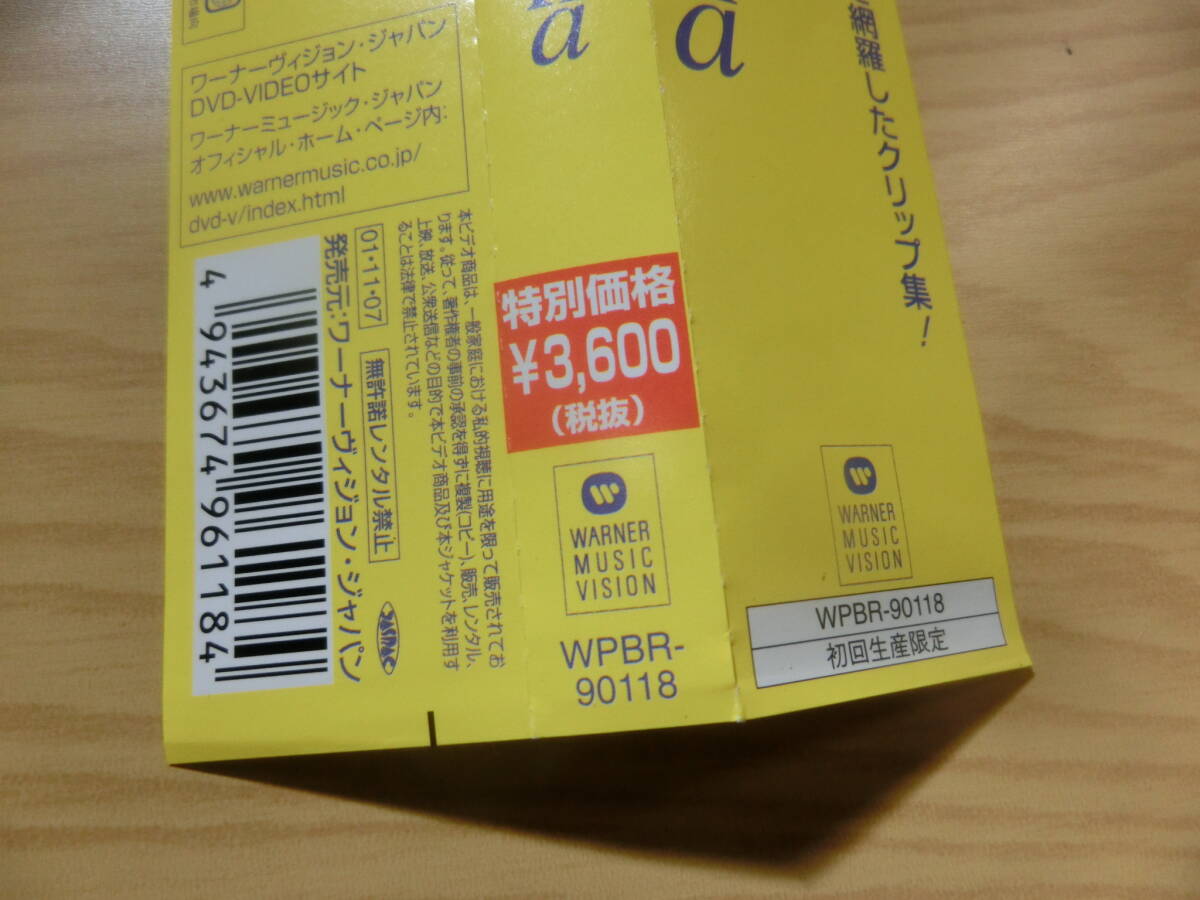 ワーナーヴィジョン・ジャパン
DVD-VIDEOサイト
ワーナーミュージック・ジャパン
オフィシャル・ホーム・ページ内:
www.warnermusic.co.jp/
dvd-v/index.html
本ビデオ商品は、一般家庭における私的視聴に用途を限って販売されてお
ります。従って、著作権者の事前の承認を得ずに複製(コピー)、販売、レンタル、
上映、放送、公衆送信などの目的で本ビデオ商品及び本ジャケットを利用す
ることは法律で禁止されています。
01・11・07
無許諾レンタル禁止
発売元:ワーナーヴィジョン・ジャパン
4 943674 961184
JASRAC
a
特別価格
¥3,600
(税抜)
WARNER
MUSIC
VISION
WPBR-
90118
a
網羅したクリップ集!
WARNER
MUSIC
VISION
WPBR-90118
初回生産限定